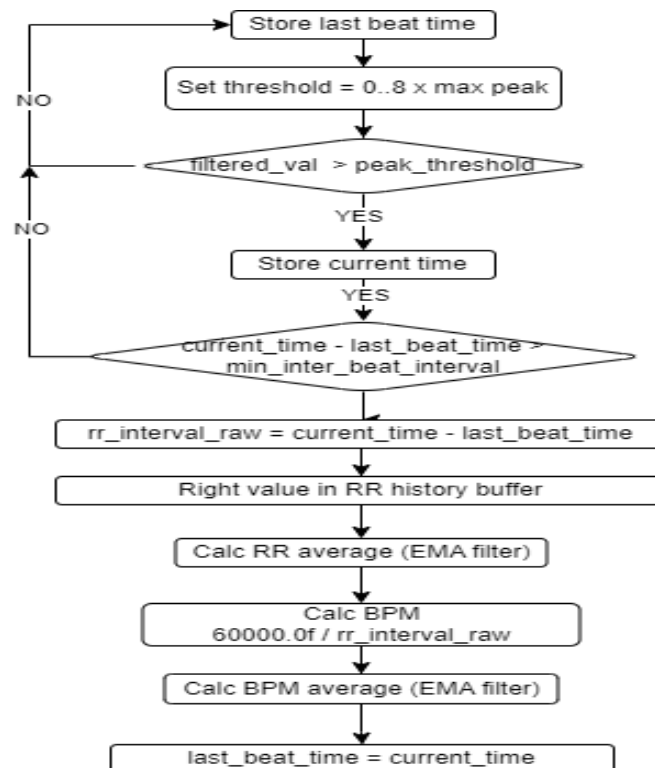 Store last beat time
Set threshold = 0..8 x max peak
NO
filtered_val > peak_threshold
YES
NO
Store current time
YES
current_time - last_beat_time >
min_inter_beat_interval
rr_interval_raw = current_time - last_beat_time
Right value in RR history buffer
Calc RR average (EMA filter)
Calc BPM
60000.0f / rr_interval_raw
Calc BPM average (EMA filter)
last_beat_time = current_time